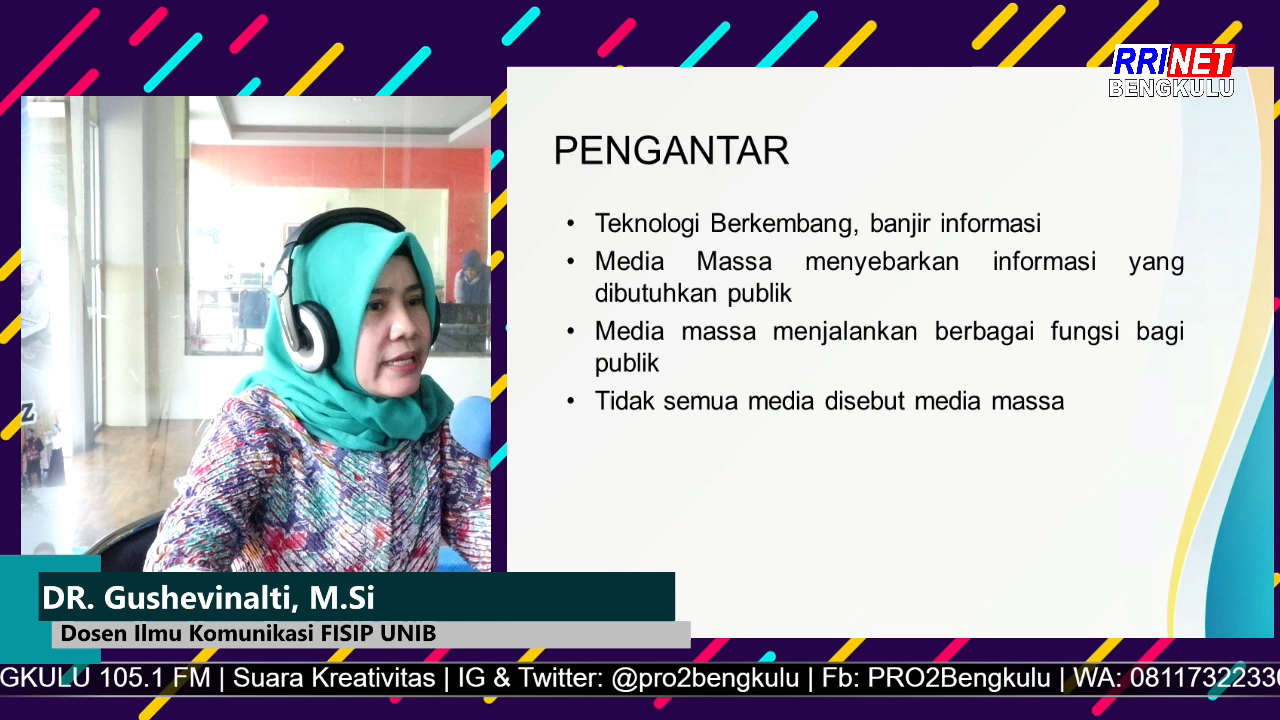 RRINET
BENGKULU
PENGANTAR
• Teknologi Berkembang, banjir informasi
• Media Massa menyebarkan informasi yang
dibutuhkan publik
• Media massa menjalankan berbagai fungsi bagi
publik
• Tidak semua media disebut media massa
DR. Gushevinalti, M.Si
Dosen Ilmu Komunikasi FISIP UNIB
GKULU 105.1 FM | Suara Kreativitas | IG & Twitter: @pro2bengkulu | Fb: PRO2Bengkulu | WA: 0811732233